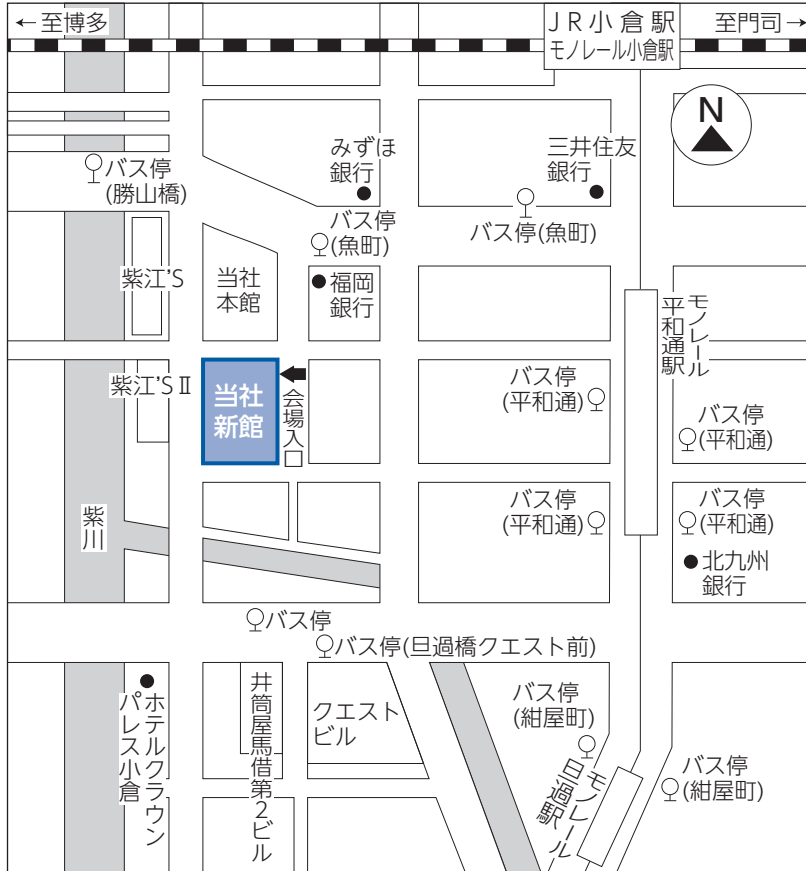 ←至博多
JR小倉駅
モノレール小倉駅
至門司→
N
みずほ
銀行
三井住友
銀行
バス停
(勝山橋)
バス停
(魚町)
バス停(魚町)
紫江'S
当社
本館
福岡
銀行
モノレール
平和通駅
紫江'SⅡ
当社
新館
会場入口
バス停
(平和通)
バス停
(平和通)
紫川
バス停
(平和通)
バス停
(平和通)
北九州
銀行
バス停
バス停(旦過橋クエスト前)
ホテルクラウン
パレス小倉
井筒屋馬借第2ビル
クエスト
ビル
バス停
(紺屋町)
モノレール
旦過駅
バス停
(紺屋町)